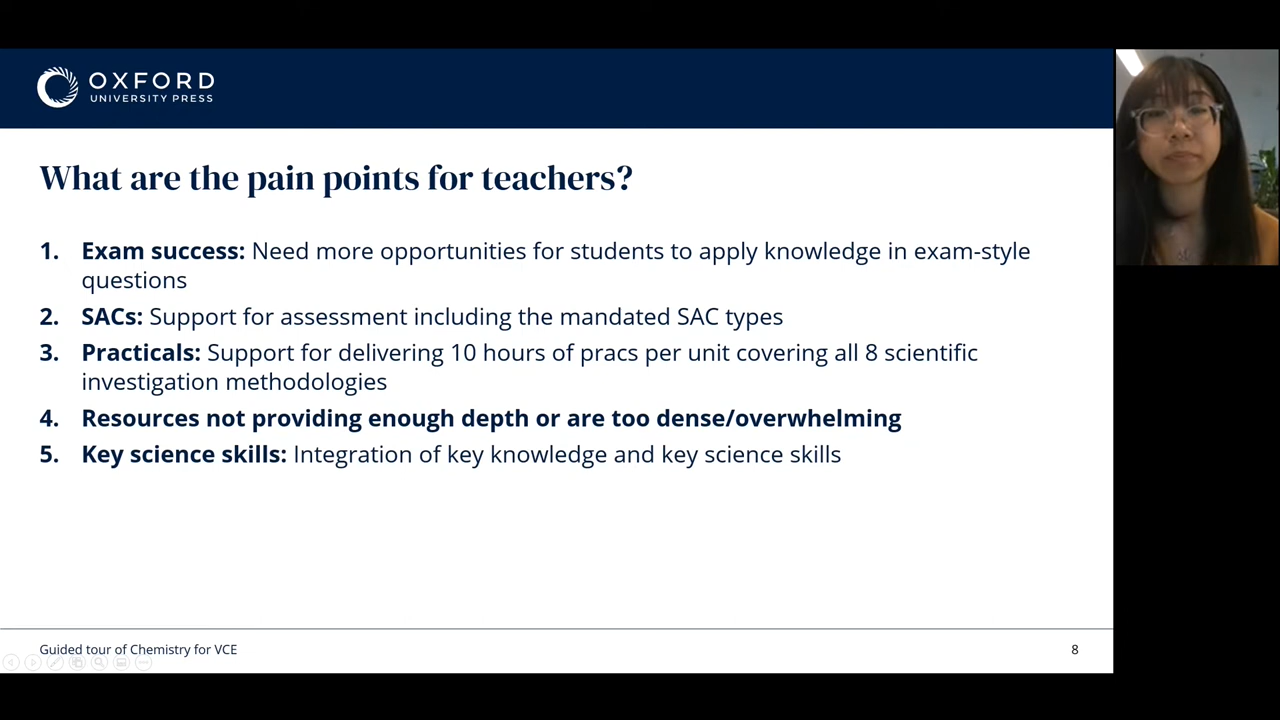 OXFORD
UNIVERSITY PRESS
What are the pain points for teachers?
1. Exam success: Need more opportunities for students to apply knowledge in exam-style
questions
2. SACs: Support for assessment including the mandated SAC types
3. Practicals: Support for delivering 10 hours of pracs per unit covering all 8 scientific
investigation methodologies
4. Resources not providing enough depth or are too dense/overwhelming
5. Key science skills: Integration of key knowledge and key science skills
Guided tour of Chemistry for VCE
8